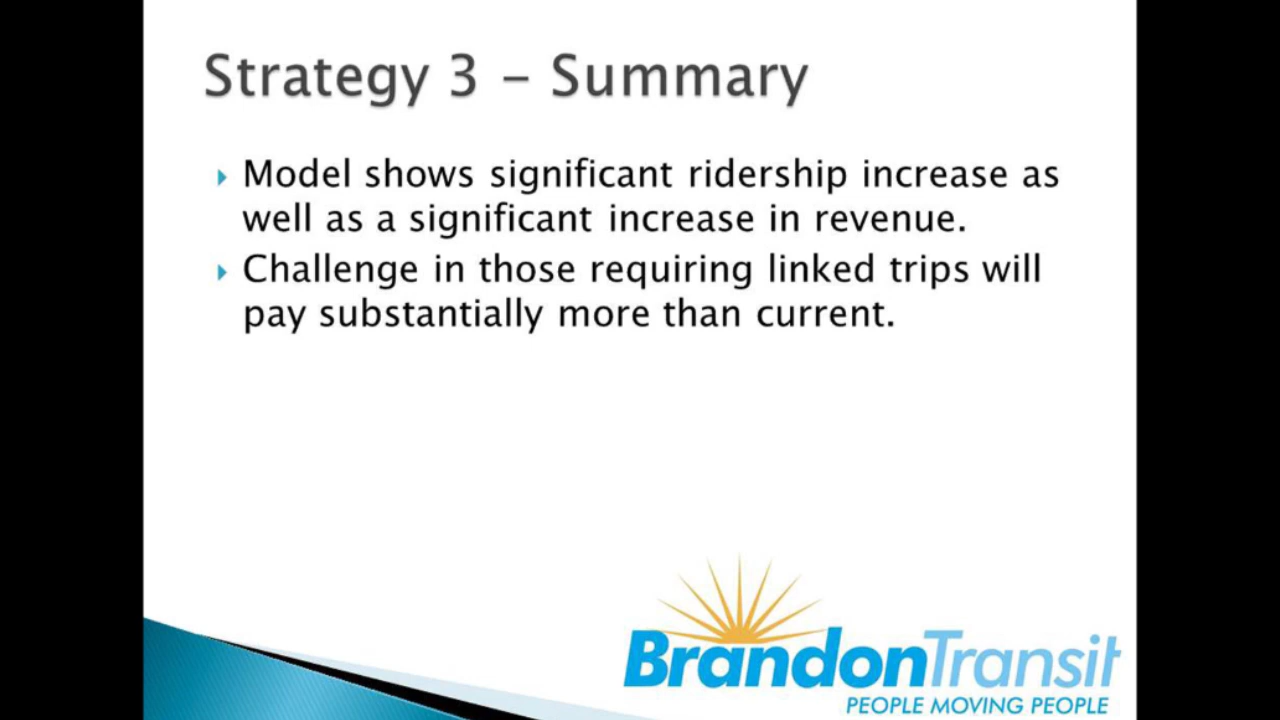 Strategy 3 – Summary
Model shows significant ridership increase as
well as a significant increase in revenue.
Challenge in those requiring linked trips will
pay substantially more than current.
BrandonTransit
PEOPLE MOVING PEOPLE